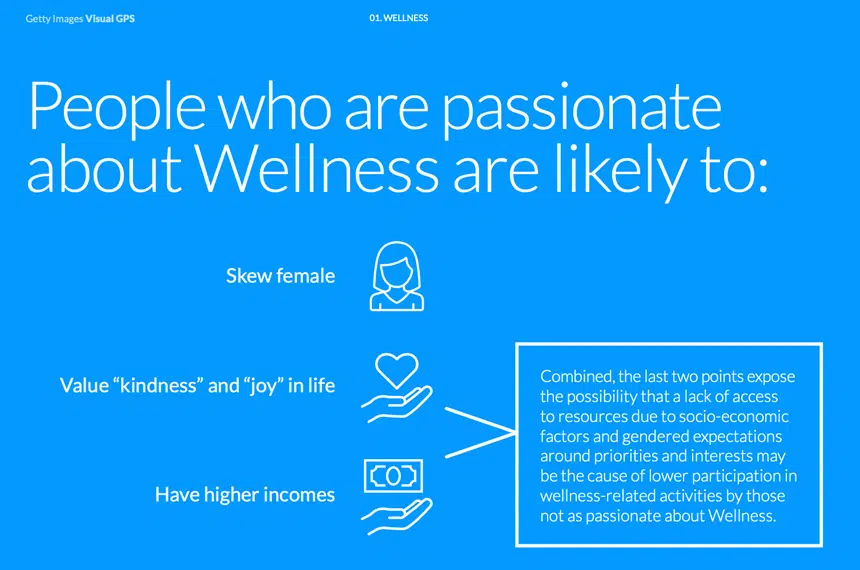 Getty Images Visual GPS
01. WELLNESS
People who are passionate
about Wellness are likely to:
Skew female
Value “kindness” and “joy” in life
Have higher incomes
Combined, the last two points expose
the possibility that a lack of access
to resources due to socio-economic
factors and gendered expectations
around priorities and interests may
be the cause of lower participation in
wellness-related activities by those
not as passionate about Wellness.